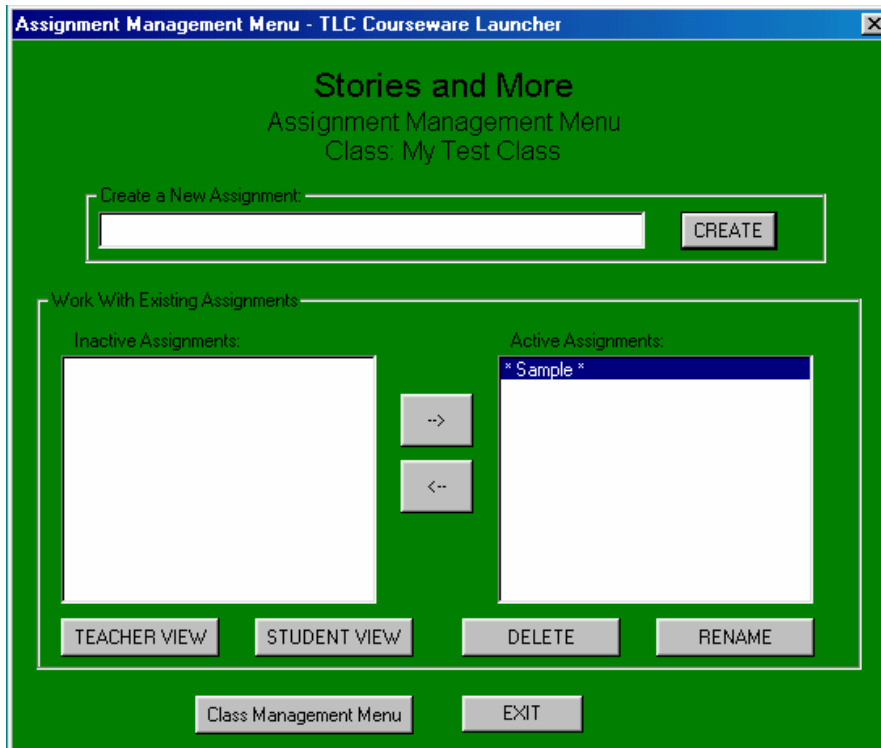 Assignment Management Menu - TLC Courseware Launcher
Stories and More
Assignment Management Menu
Class: My Test Class
Create a New Assignment:
CREATE
Work With Existing Assignments
Inactive Assignments:
Active Assignments:
* Sample *
-->
<--
TEACHER VIEW
STUDENT VIEW
DELETE
RENAME
Class Management Menu
EXIT